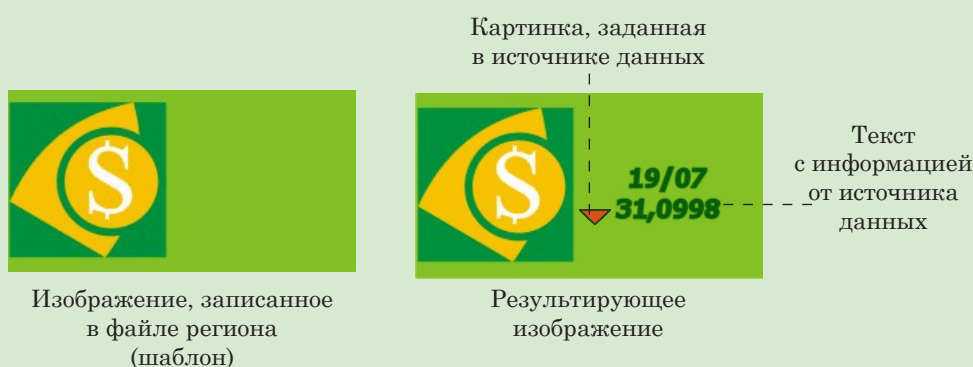 Картинка, заданная
в источнике данных
$
$
19/07
31,0998
Текст
с информацией
от источника
данных
Изображение, записанное
в файле региона
(шаблон)
Результирующее
изображение